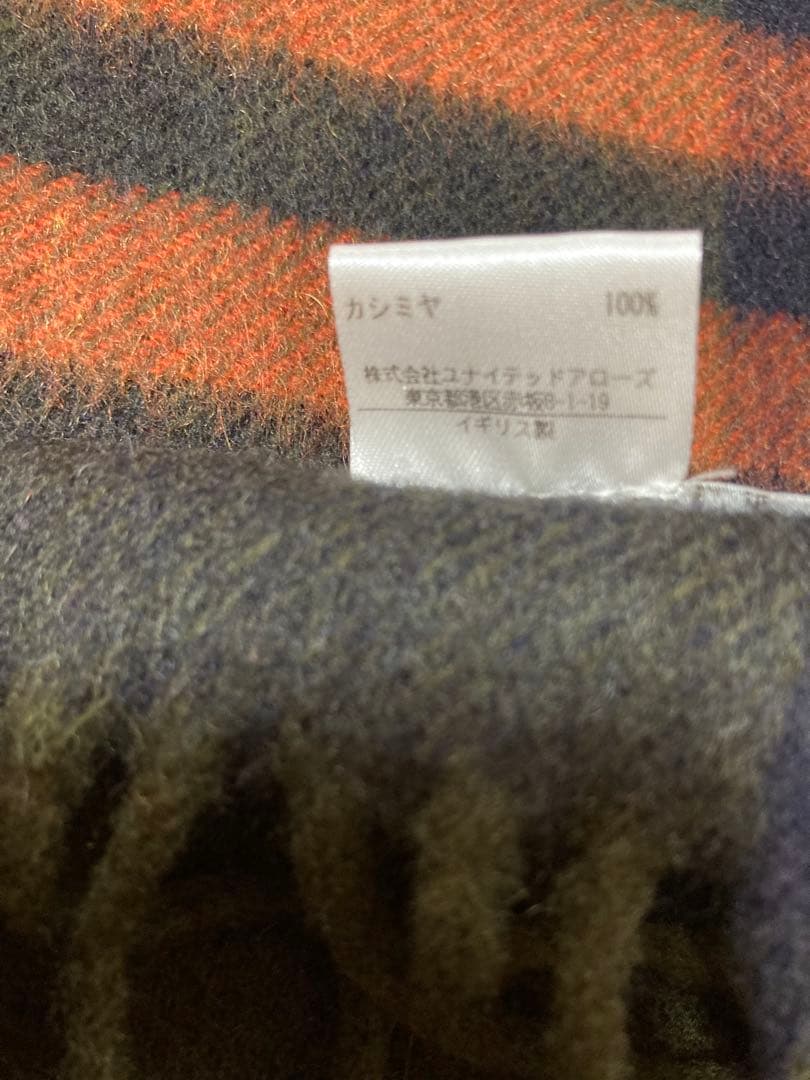 カシミヤ 100%
株式会社ユナイテッドアローズ
東京都港区赤坂8-1-19
イギリス製